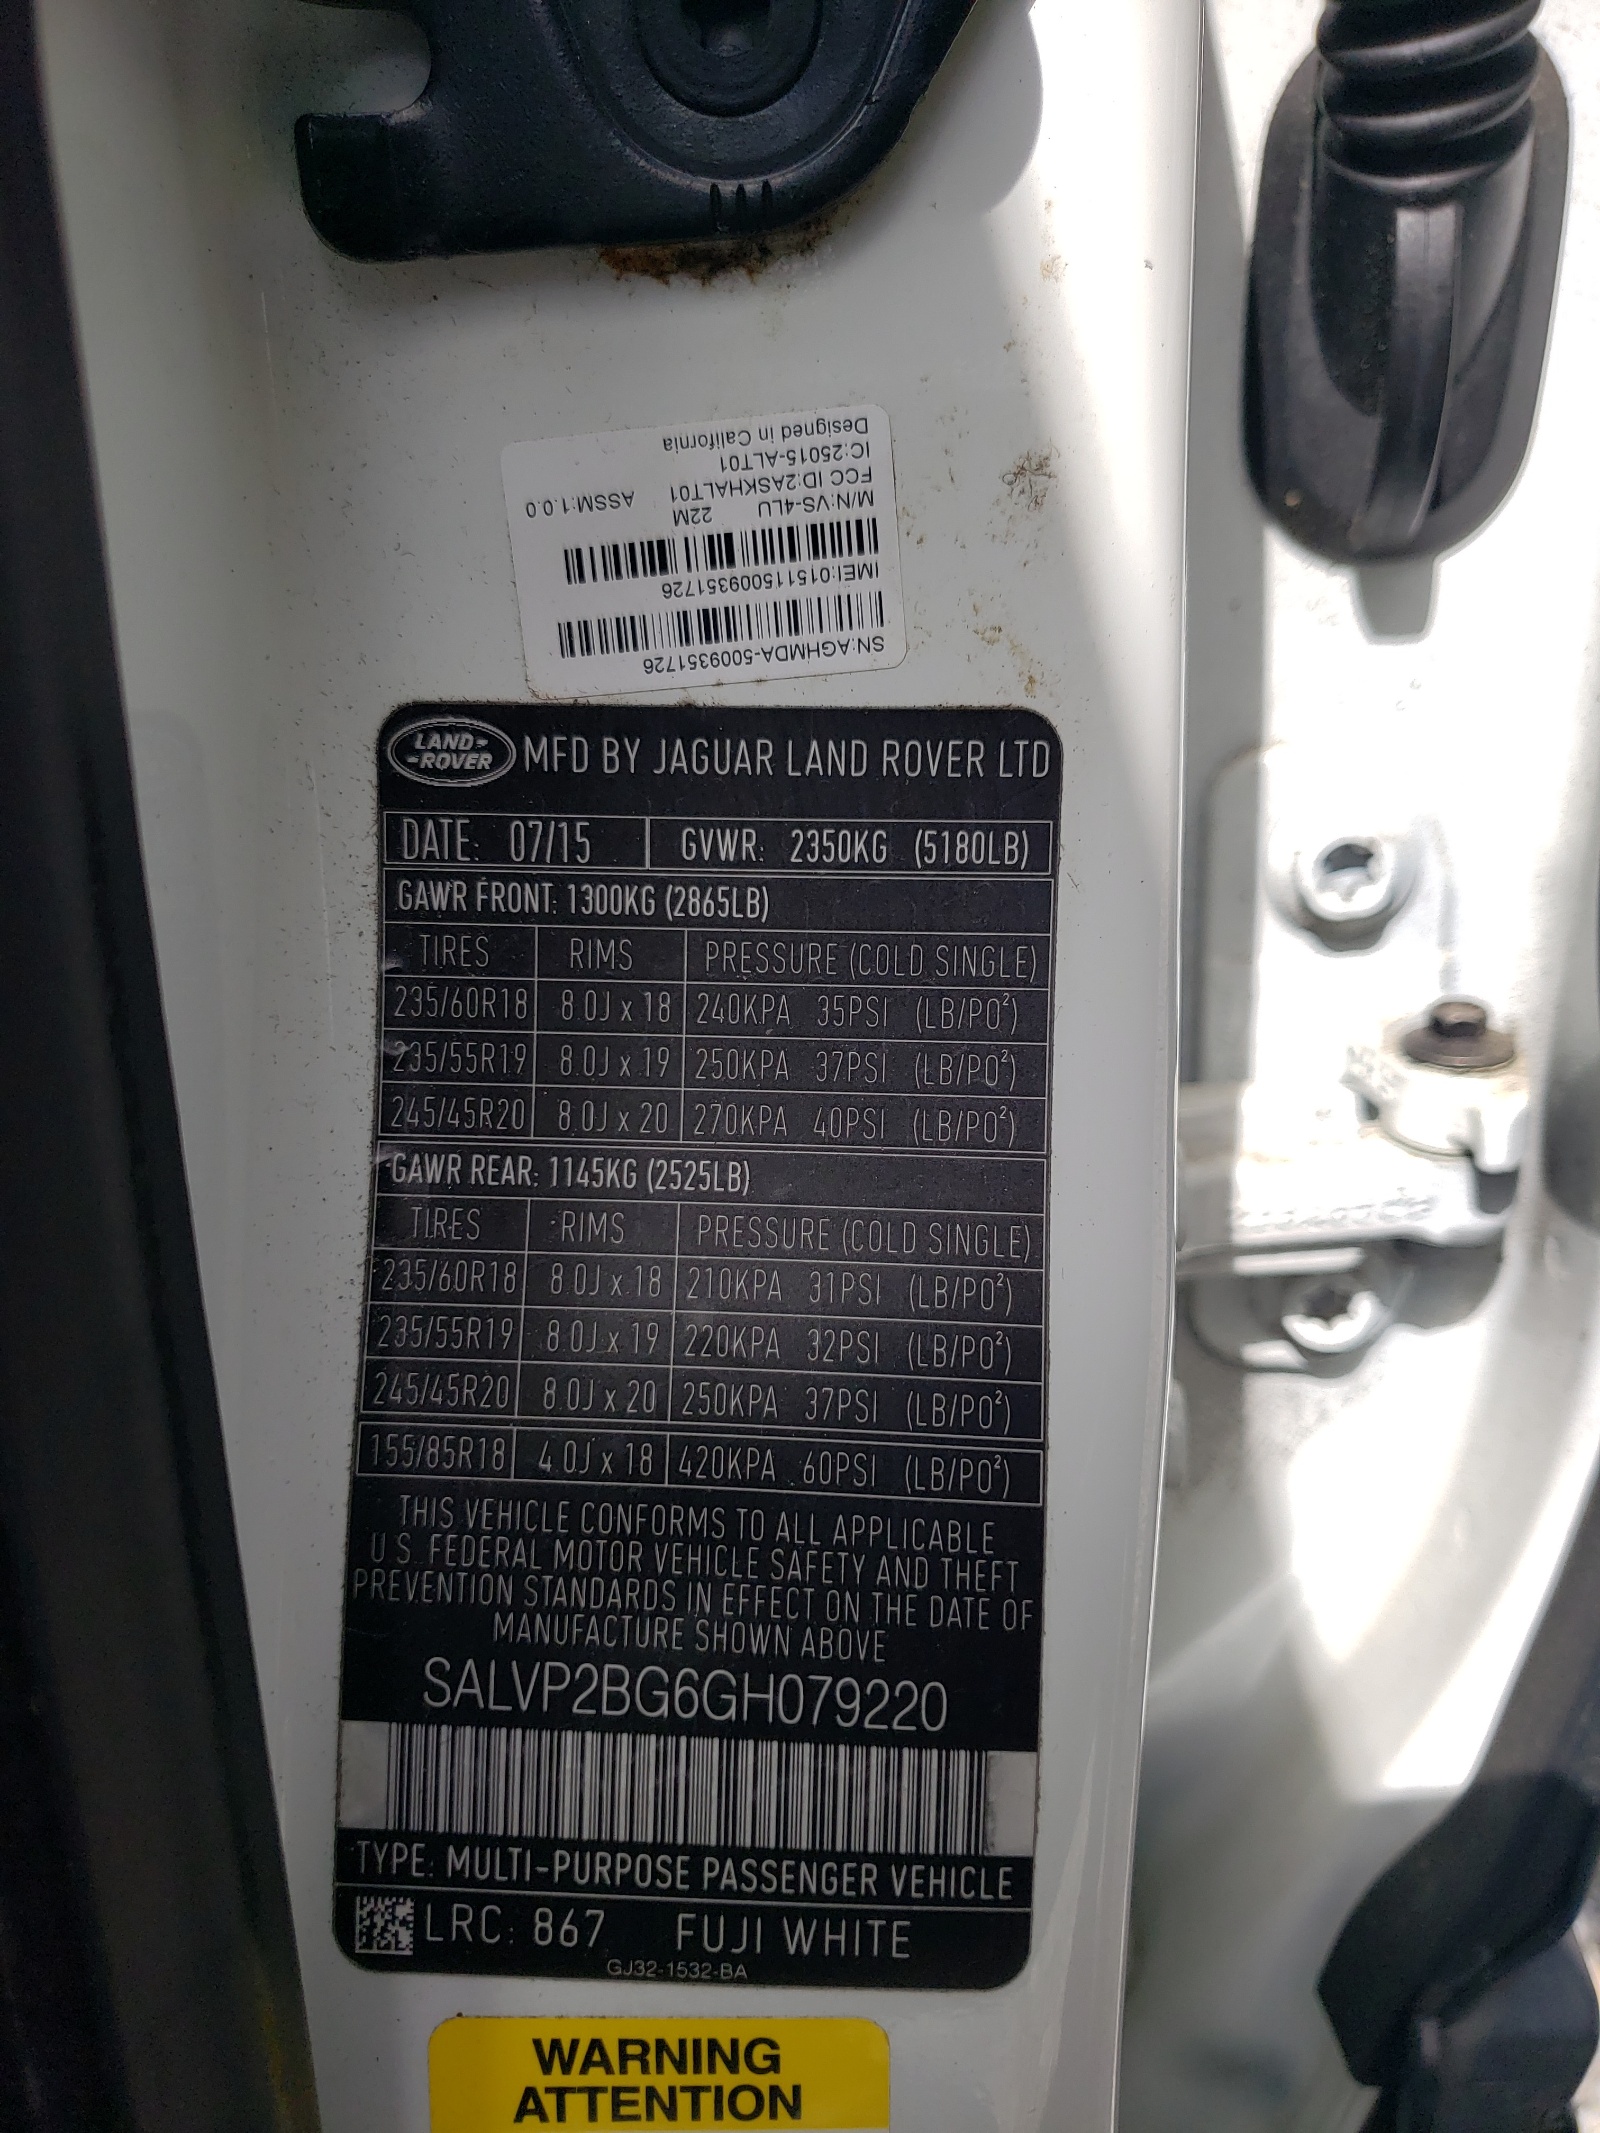 SN:AGHMDA-5009351726
IMEI:015115009351726
M/N:VS-4LU 22M ASSM:1.0.0
FCC ID:2ASKHALT01
IC:25015-ALT01
Designed in California
LAND-
-ROVER
MFD BY JAGUAR LAND ROVER LTD
DATE: 07/15 GVWR: 2350KG (5180LB)
GAWR FRONT: 1300KG (2865LB)
TIRES RIMS PRESSURE (COLD SINGLE)
235/60R18 8.0J x 18 240KPA 35PSI (LB/PO²)
235/55R19 8.0J x 19 250KPA 37PSI (LB/PO²)
245/45R20 8.0J x 20 270KPA 40PSI (LB/PO²)
GAWR REAR: 1145KG (2525LB)
TIRES RIMS PRESSURE (COLD SINGLE)
235/60R18 8.0J x 18 210KPA 31PSI (LB/PO²)
235/55R19 8.0J x 19 220KPA 32PSI (LB/PO²)
245/45R20 8.0J x 20 250KPA 37PSI (LB/PO²)
155/85R18 4.0J x 18 420KPA 60PSI (LB/PO²)
THIS VEHICLE CONFORMS TO ALL APPLICABLE
U.S. FEDERAL MOTOR VEHICLE SAFETY AND THEFT
PREVENTION STANDARDS IN EFFECT ON THE DATE OF
MANUFACTURE SHOWN ABOVE
SALVP2BG6GH079220
TYPE: MULTI-PURPOSE PASSENGER VEHICLE
LRC: 867 FUJI WHITE
GJ32-1532-BA
WARNING
ATTENTION